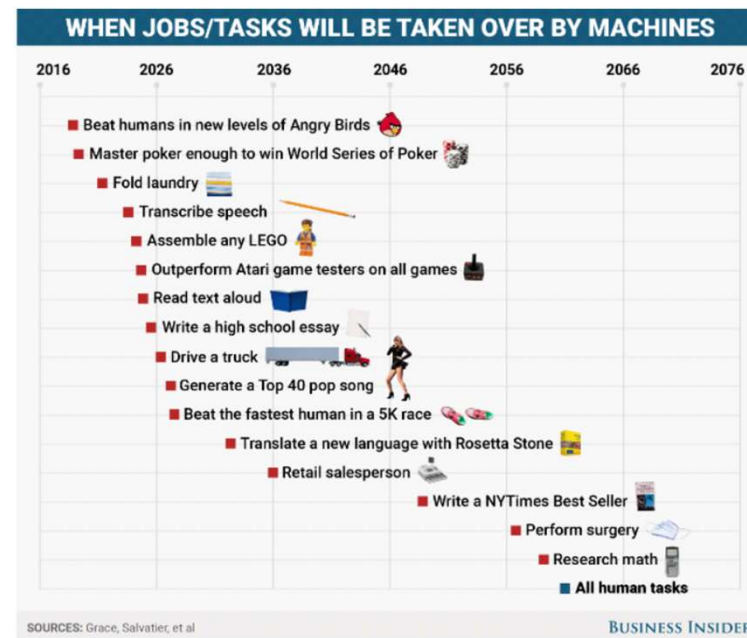 WHEN JOBS/TASKS WILL BE TAKEN OVER BY MACHINES
2016 2026 2036 2046 2056 2066 2076
Beat humans in new levels of Angry Birds
Master poker enough to win World Series of Poker
Fold laundry
Transcribe speech
Assemble any LEGO
Outperform Atari game testers on all games
Read text aloud
Write a high school essay
Drive a truck
Generate a Top 40 pop song
Beat the fastest human in a 5K race
Translate a new language with Rosetta Stone
Retail salesperson
Write a NYTimes Best Seller
Perform surgery
Research math
All human tasks
SOURCES: Grace, Salvatier, et al
BUSINESS INSIDER